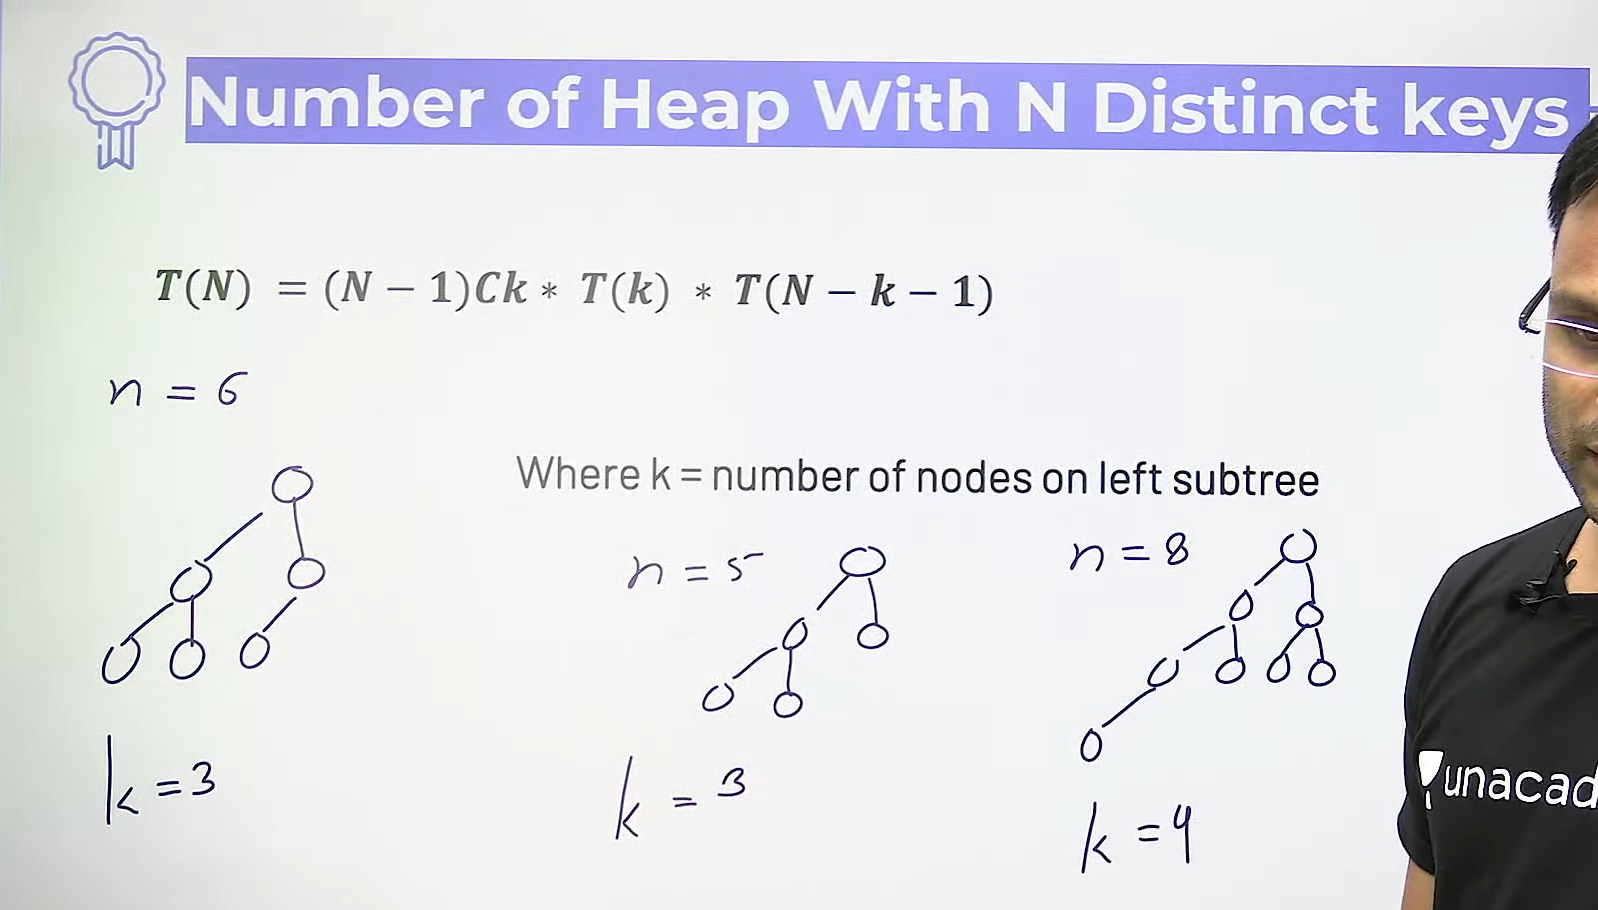 Number of Heap With N Distinct keys
T(N) = (N − 1)Ck * T(k) * T(N − k − 1)
n = 6
Where k = number of nodes on left subtree
n = 5
n = 8
k = 3
k = 3
k = 4
unacad